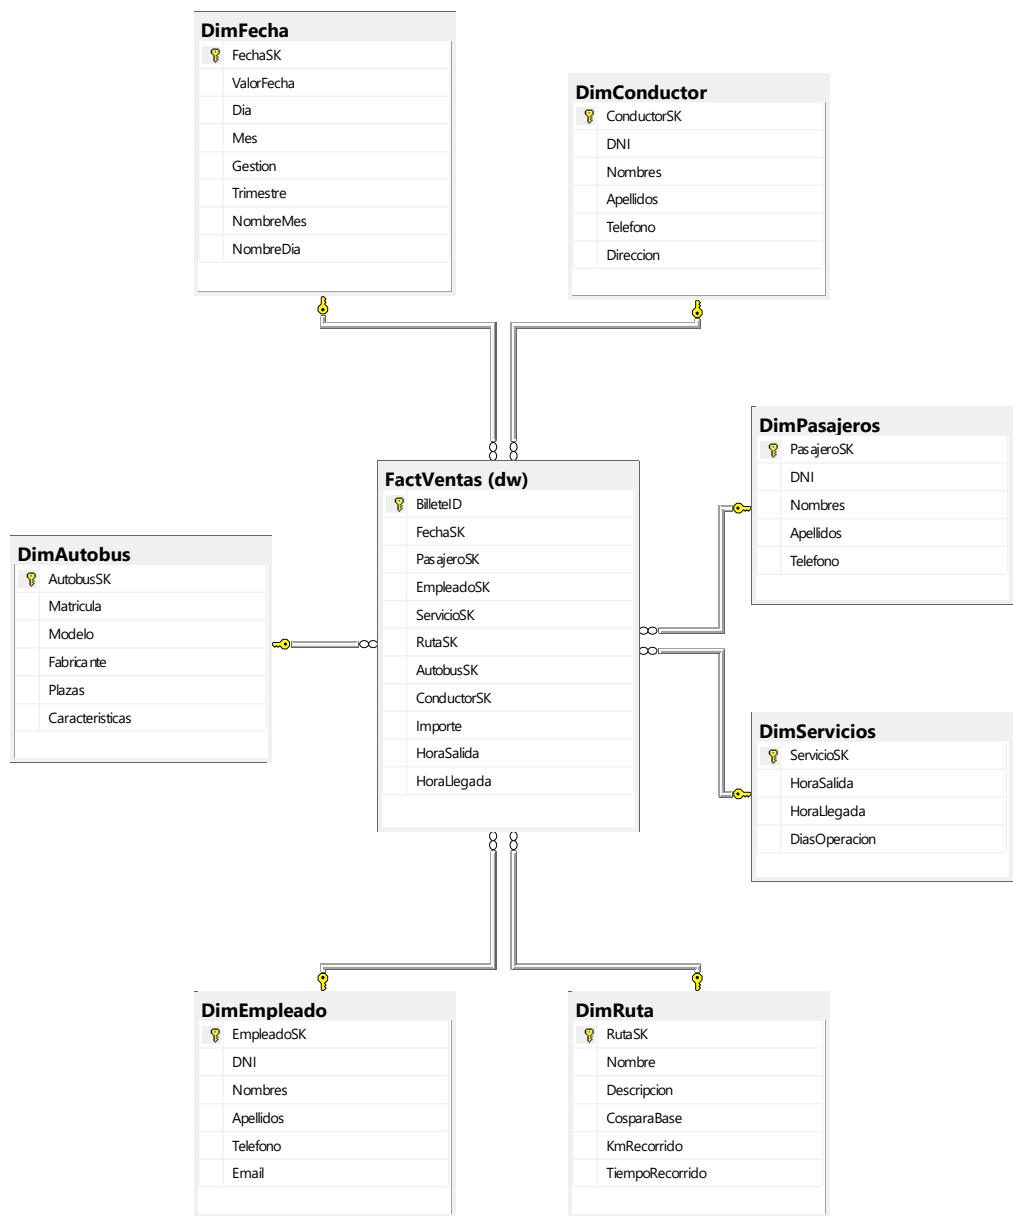 DimFecha
FechaSK
ValorFecha
Dia
Mes
Gestion
Trimestre
NombreMes
NombreDia
DimConductor
ConductorSK
DNI
Nombres
Apellidos
Telefono
Direccion
DimPasajeros
PasajeroSK
DNI
Nombres
Apellidos
Telefono
FactVentas (dw)
BilleteID
FechaSK
PasajeroSK
EmpleadoSK
ServicioSK
RutaSK
AutobusSK
ConductorSK
Importe
HoraSalida
HoraLlegada
DimAutobus
AutobusSK
Matricula
Modelo
Fabricante
Plazas
Caracteristicas
DimServicios
ServicioSK
HoraSalida
HoraLlegada
DiasOperacion
DimEmpleado
EmpleadoSK
DNI
Nombres
Apellidos
Telefono
Email
DimRuta
RutaSK
Nombre
Descripcion
CosparaBase
KmRecorrido
TiempoRecorrido